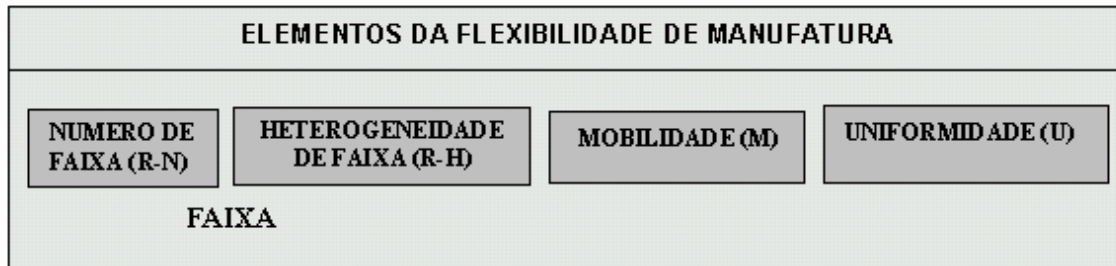 ELEMENTOS DA FLEXIBILIDADE DE MANUFATURA
NUMERO DE
FAIXA (R-N)
HETEROGENEIDADE
DE FAIXA (R-H)
MOBILIDADE (M)
UNIFORMIDADE (U)
FAIXA